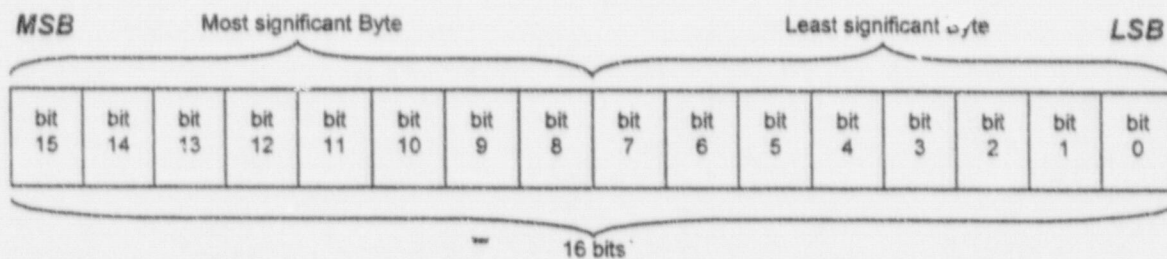 MSB Most significant Byte Least significant Byte LSB
bit bit bit bit bit bit bit bit bit bit bit bit bit bit bit bit
15 14 13 12 11 10 9 8 7 6 5 4 3 2 1 0
16 bits